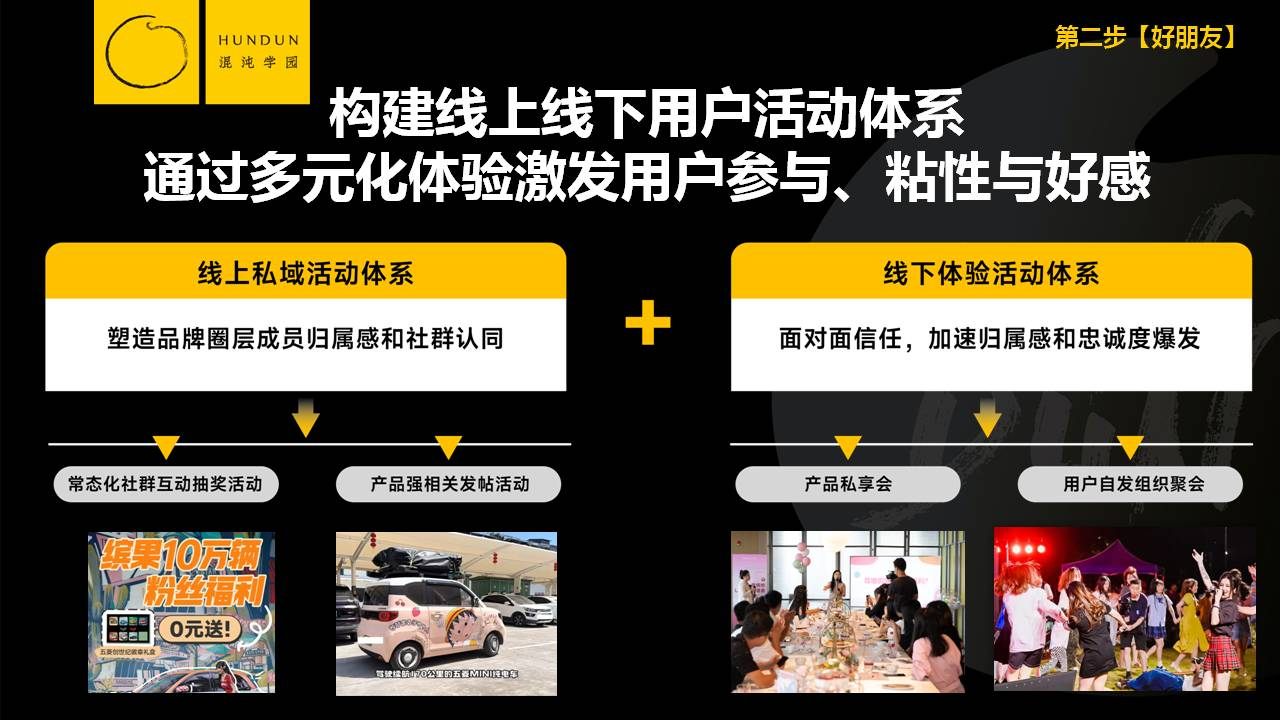 HUNDUN
混沌学园
第二步【好朋友】
构建线上线下用户活动体系
通过多元化体验激发用户参与、粘性与好感
线上私域活动体系
塑造品牌圈层成员归属感和社群认同
线下体验活动体系
面对面信任，加速归属感和忠诚度爆发
常态化社群互动抽奖活动
产品强相关发帖活动
产品私享会
用户自发组织聚会
缤果10万辆
粉丝福利
0元送!
五菱创世纪徽章礼盒
驾驶续航170公里的五菱MINI纯电车